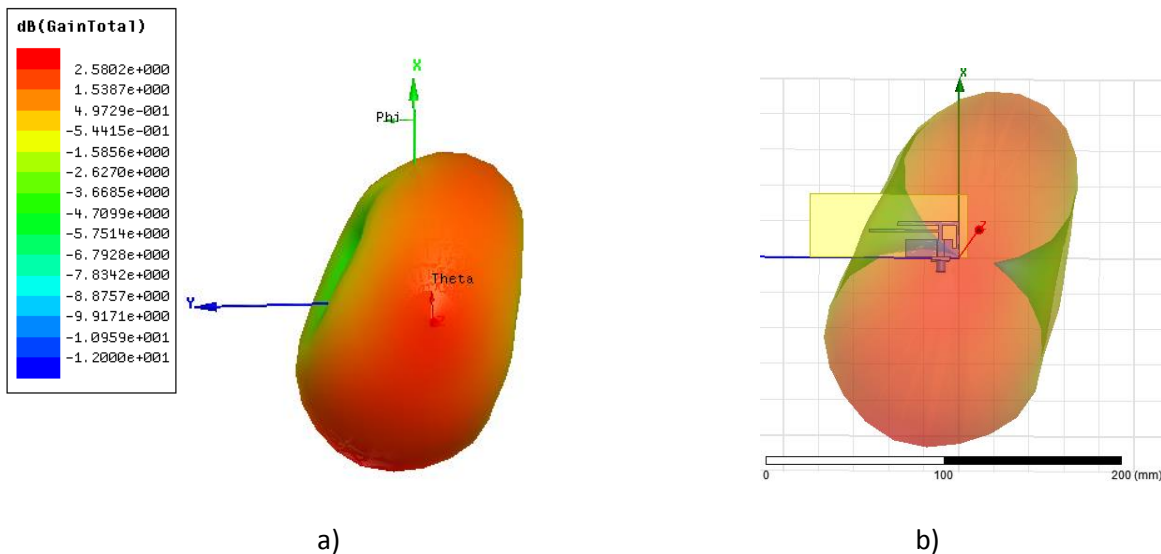 dB(GainTotal)
2.5802e+000
1.5387e+000
4.9729e-001
-5.4415e-001
-1.5856e+000
-2.6270e+000
-3.6685e+000
-4.7099e+000
-5.7514e+000
-6.7928e+000
-7.8342e+000
-8.8757e+000
-9.9171e+000
-1.0959e+001
-1.2000e+001
X
Phi
Theta
Y
Z
X
Z
0
100
200 (mm)
a)
b)